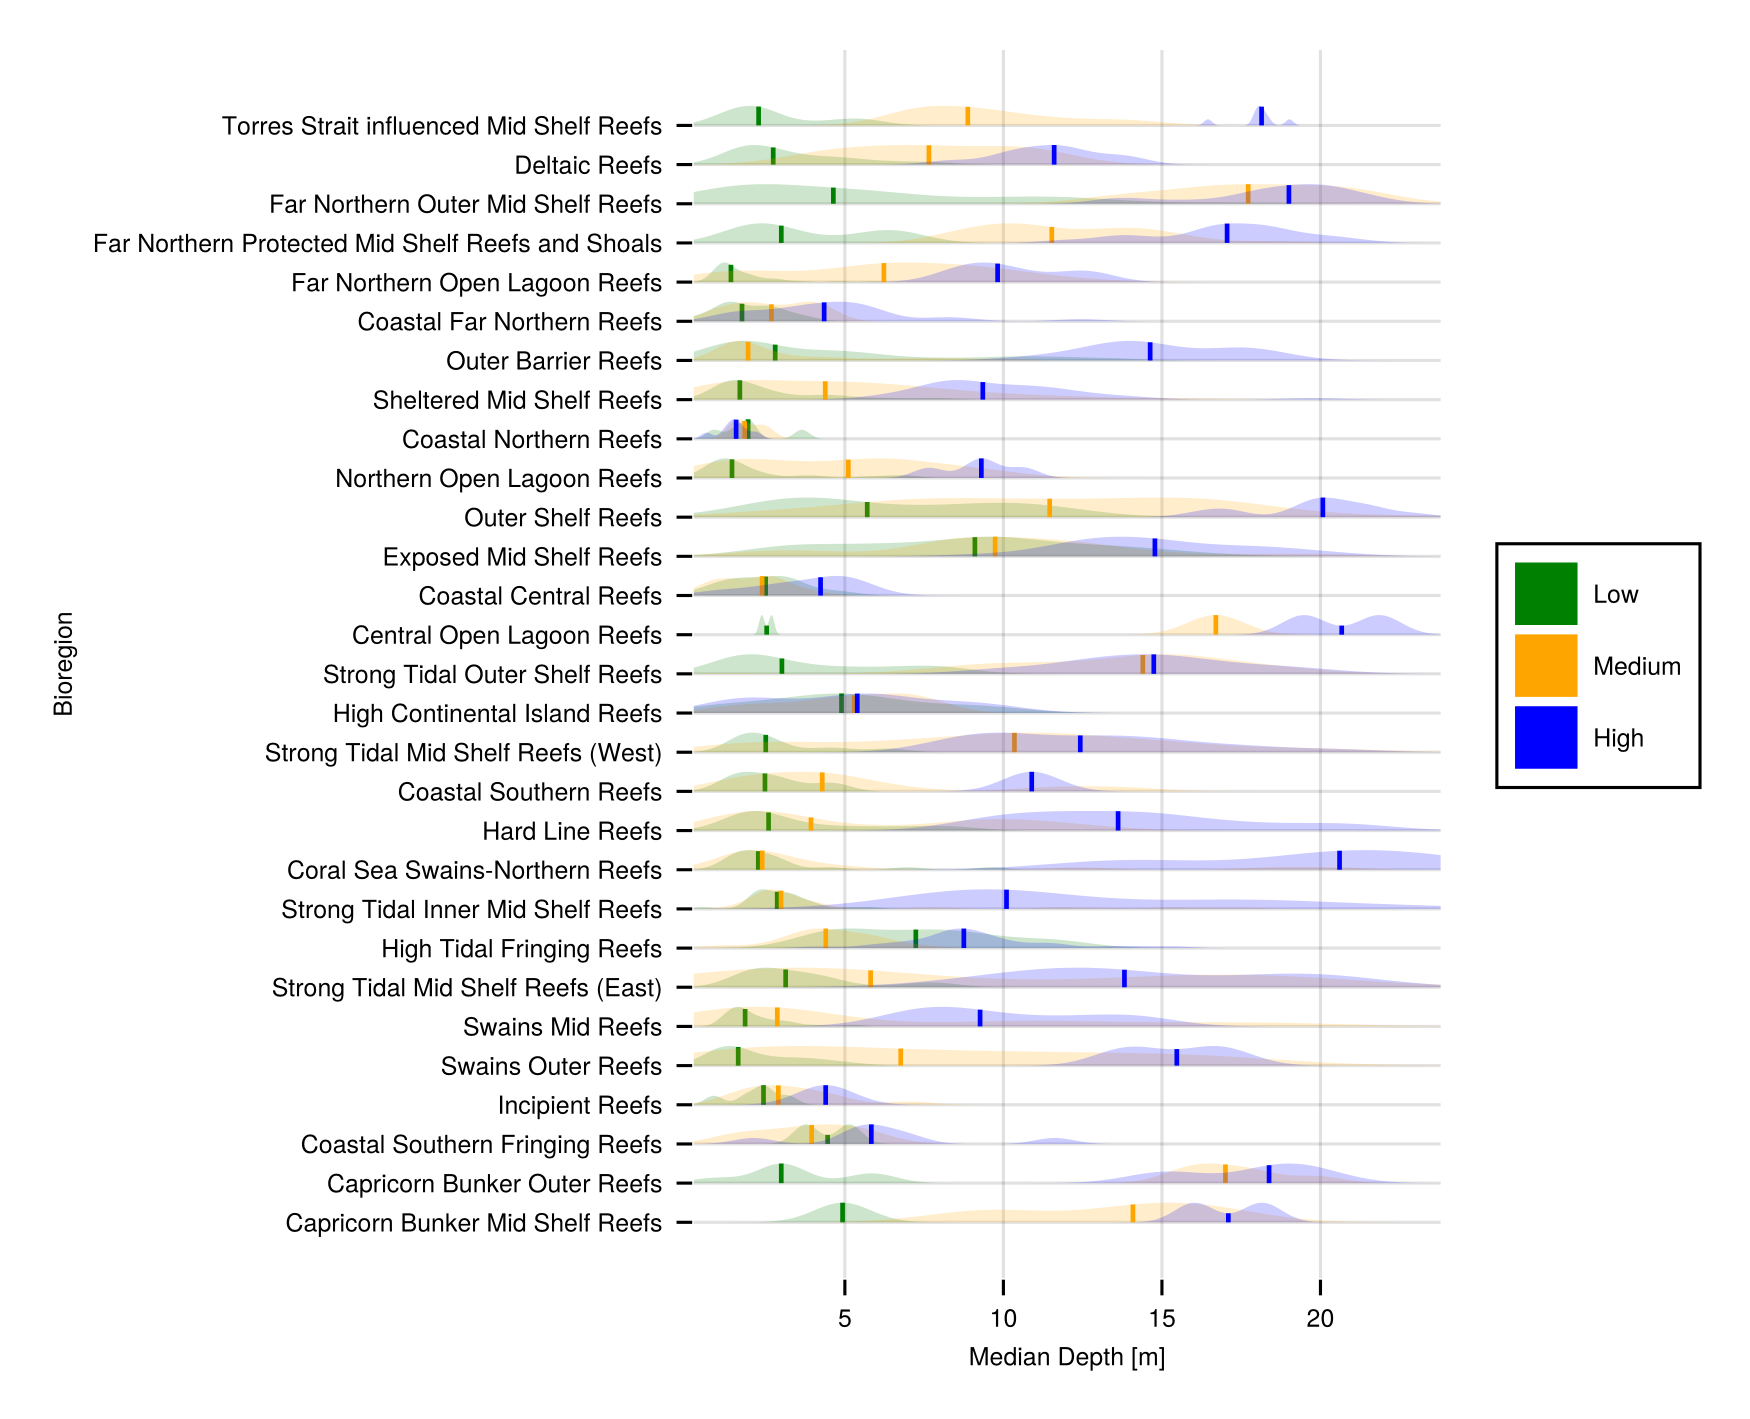 Torres Strait influenced Mid Shelf Reefs
Deltaic Reefs
Far Northern Outer Mid Shelf Reefs
Far Northern Protected Mid Shelf Reefs and Shoals
Far Northern Open Lagoon Reefs
Coastal Far Northern Reefs
Outer Barrier Reefs
Sheltered Mid Shelf Reefs
Coastal Northern Reefs
Northern Open Lagoon Reefs
Outer Shelf Reefs
Exposed Mid Shelf Reefs
Coastal Central Reefs
Central Open Lagoon Reefs
Strong Tidal Outer Shelf Reefs
High Continental Island Reefs
Strong Tidal Mid Shelf Reefs (West)
Coastal Southern Reefs
Hard Line Reefs
Coral Sea Swains-Northern Reefs
Strong Tidal Inner Mid Shelf Reefs
High Tidal Fringing Reefs
Strong Tidal Mid Shelf Reefs (East)
Swains Mid Reefs
Swains Outer Reefs
Incipient Reefs
Coastal Southern Fringing Reefs
Capricorn Bunker Outer Reefs
Capricorn Bunker Mid Shelf Reefs
Bioregion
5 10 15 20
Median Depth [m]
Low
Medium
High